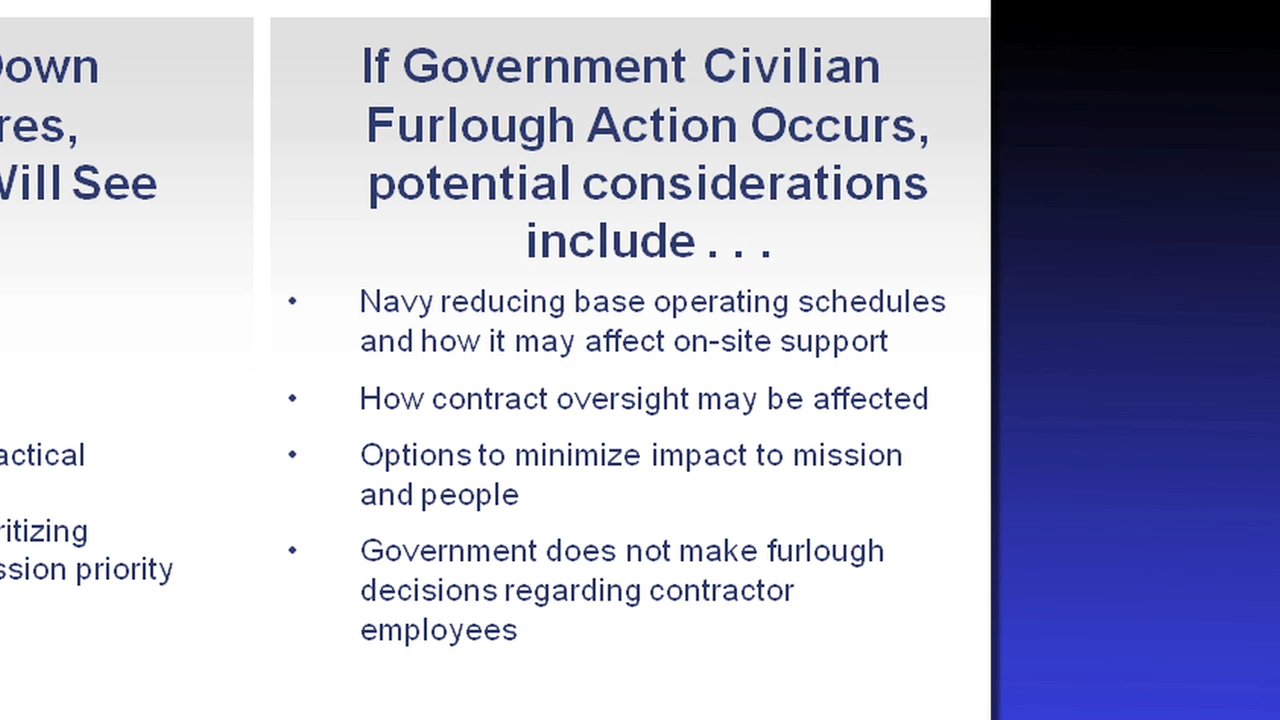 Down
res,
Will See
actical
ritizing
ssion priority
If Government Civilian
Furlough Action Occurs,
potential considerations
include . . .
• Navy reducing base operating schedules
and how it may affect on-site support
• How contract oversight may be affected
• Options to minimize impact to mission
and people
• Government does not make furlough
decisions regarding contractor
employees